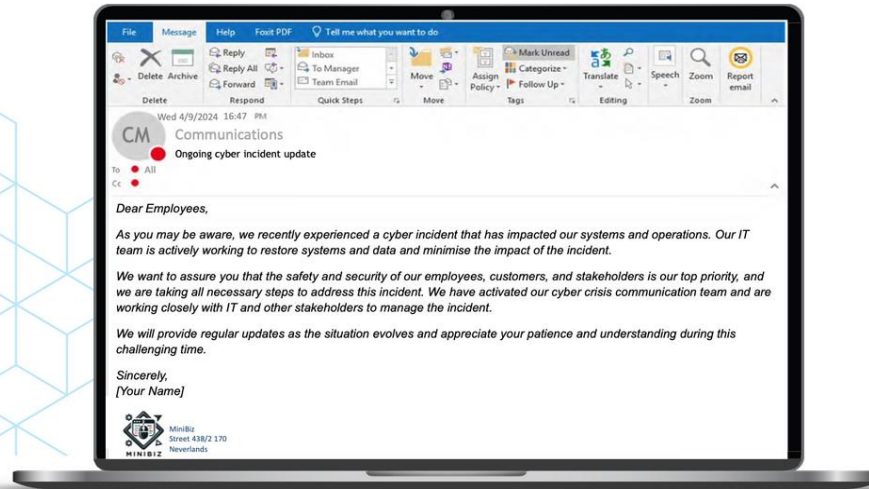 File Message Help Foxit PDF Tell me what you want to do
Delete Archive
Delete
Reply
Reply All
Forward
Respond
Inbox
To Manager
Team Email
Quick Steps
Move
Move
Assign Policy
Mark Unread
Categorize
Follow Up
Tags
Translate
Editing
Speech
Zoom
Zoom
Report email
Wed 4/9/2024 16:47 PM
CM
Communications
Ongoing cyber incident update
To All
Cc
Dear Employees,
As you may be aware, we recently experienced a cyber incident that has impacted our systems and operations. Our IT
team is actively working to restore systems and data and minimise the impact of the incident.
We want to assure you that the safety and security of our employees, customers, and stakeholders is our top priority, and
we are taking all necessary steps to address this incident. We have activated our cyber crisis communication team and are
working closely with IT and other stakeholders to manage the incident.
We will provide regular updates as the situation evolves and appreciate your patience and understanding during this
challenging time.
Sincerely,
[Your Name]
MINIBIZ
MiniBiz
Street 438/2 170
Neverlands